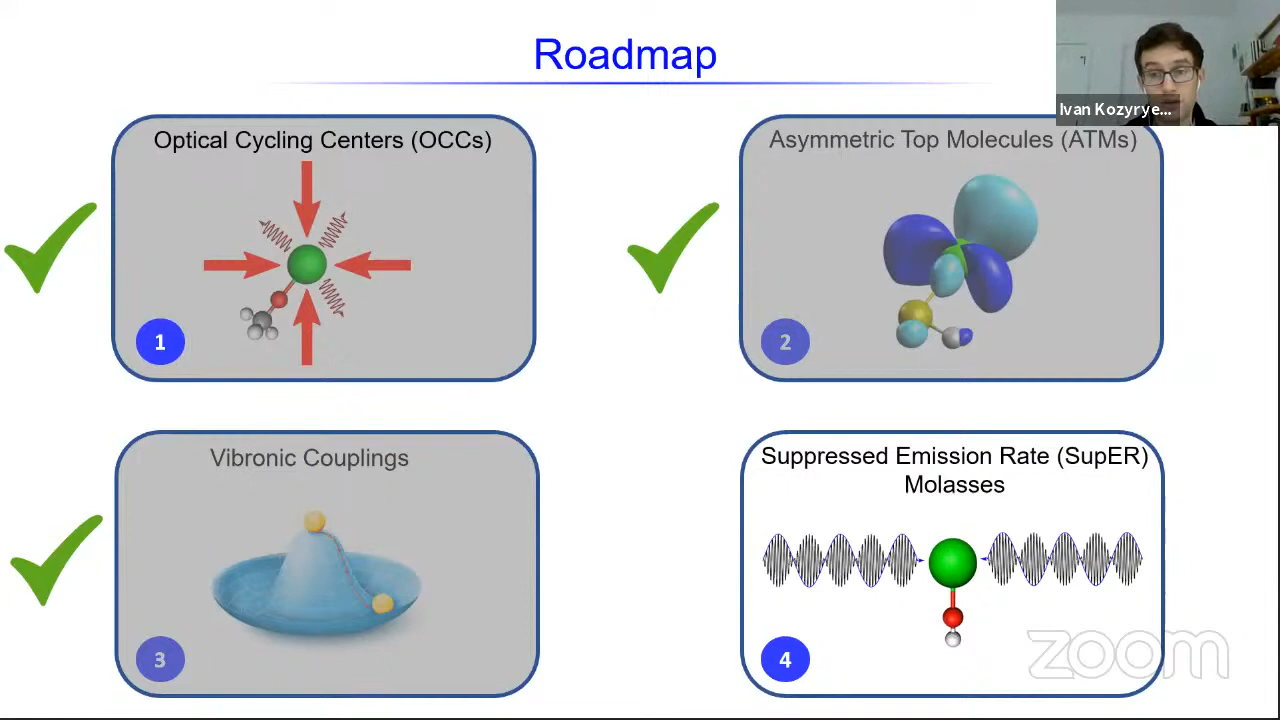 Roadmap
Ivan Kozyrye...
Optical Cycling Centers (OCCs)
1
Asymmetric Top Molecules (ATMs)
2
Vibronic Couplings
3
Suppressed Emission Rate (SupER)
Molasses
4
zoom